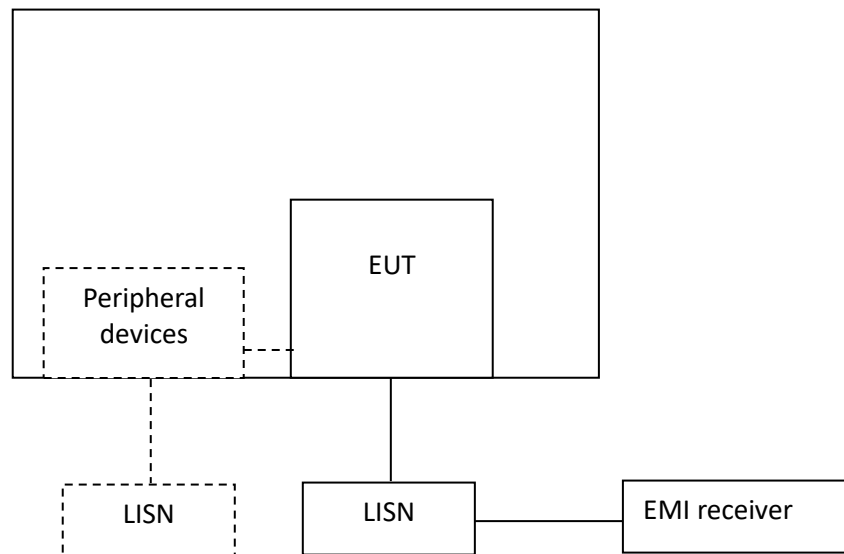 EUT
Peripheral
devices
LISN
LISN
EMI receiver